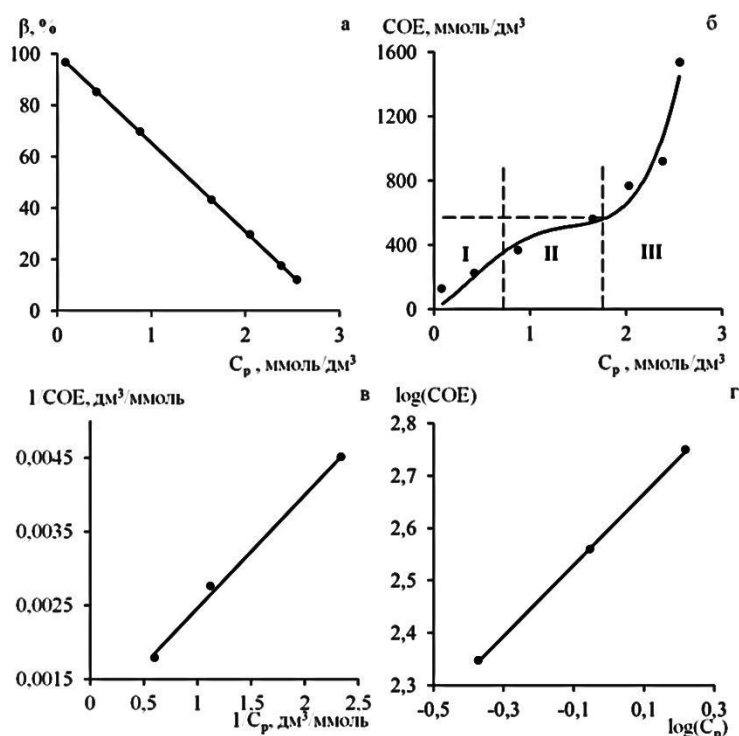 β, %
а
100
80
60
40
20
0
0
1
2
3
Cр , ммоль/дм³
СОЕ, ммоль/дм³
б
1600
1200
800
400
0
I
II
III
0
1
2
3
Cр , ммоль/дм³
1/СОЕ, дм³/ммоль
в
0,0045
0,0035
0,0025
0,0015
0
0,5
1
1,5
2
2,5
1/Cр, дм³/ммоль
log(СОЕ)
г
2,8
2,7
2,6
2,5
2,4
2,3
-0,5
-0,3
-0,1
0,1
0,3
log(Cр)